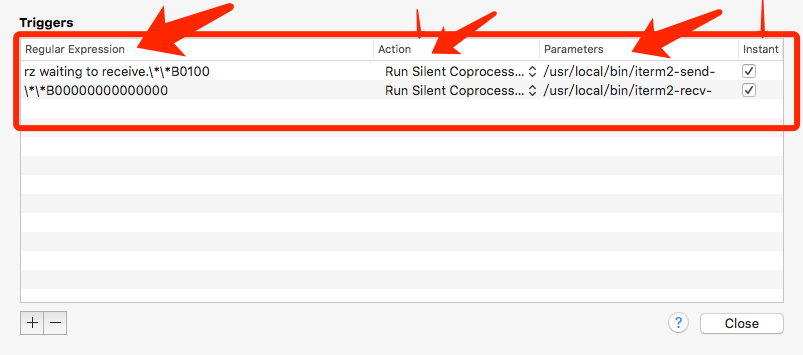 Triggers
Regular Expression Action Parameters Instant
rz waiting to receive.\*\*B0100 Run Silent Coprocess... /usr/local/bin/iterm2-send-
\*\*B00000000000000 Run Silent Coprocess... /usr/local/bin/iterm2-recv-
+ − ? Close